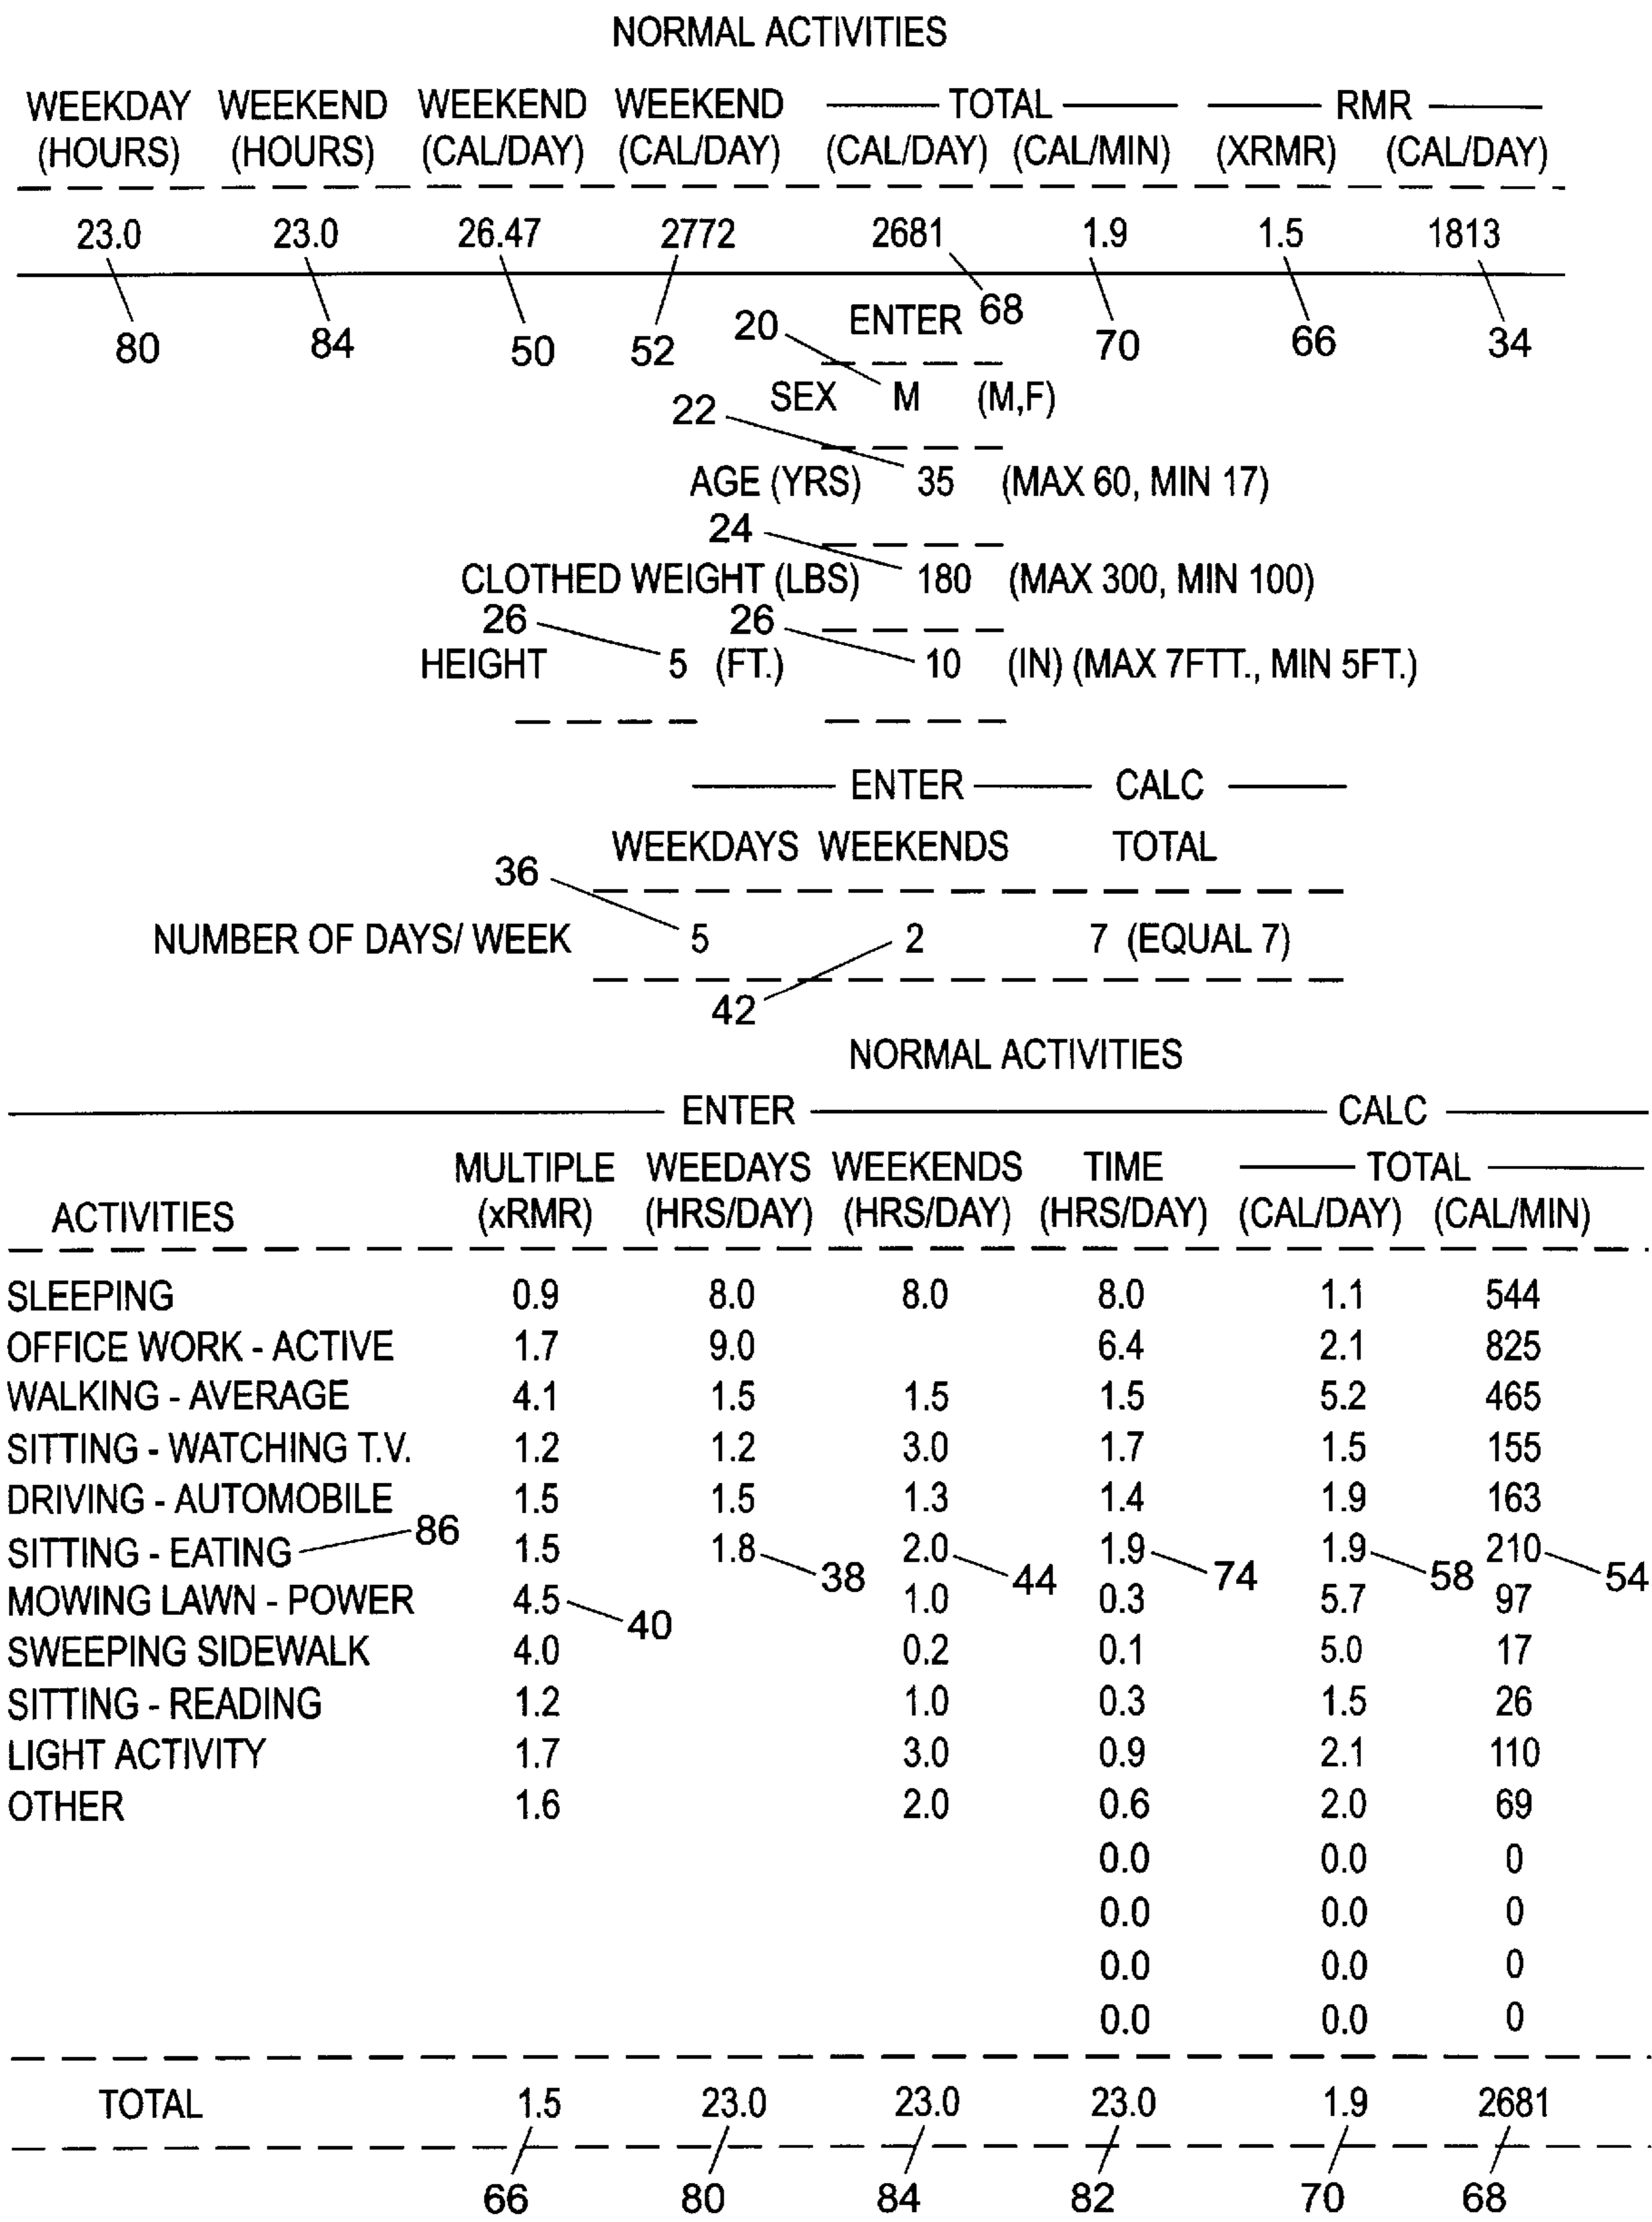 NORMAL ACTIVITIES
WEEKDAY WEEKEND WEEKEND WEEKEND TOTAL RMR
(HOURS) (HOURS) (CAL/DAY) (CAL/DAY) (CAL/DAY) (CAL/MIN) (XRMR) (CAL/DAY)
23.0 23.0 26.47 2772 2681 1.9 1.5 1813
80 84 50 52 20 ENTER 68 70 66 34
22 SEX M (M,F)
AGE (YRS) 35 (MAX 60, MIN 17)
24
CLOTHED WEIGHT (LBS) 180 (MAX 300, MIN 100)
26 26
HEIGHT 5 (FT.) 10 (IN) (MAX 7FTT., MIN 5FT.)
ENTER CALC
WEEKDAYS WEEKENDS TOTAL
36
NUMBER OF DAYS/ WEEK 5 2 7 (EQUAL 7)
42
NORMAL ACTIVITIES
ENTER CALC
MULTIPLE WEEDAYS WEEKENDS TIME TOTAL
ACTIVITIES (xRMR) (HRS/DAY) (HRS/DAY) (HRS/DAY) (CAL/DAY) (CAL/MIN)
SLEEPING 0.9 8.0 8.0 8.0 1.1 544
OFFICE WORK - ACTIVE 1.7 9.0 6.4 2.1 825
WALKING - AVERAGE 4.1 1.5 1.5 1.5 5.2 465
SITTING - WATCHING T.V. 1.2 1.2 3.0 1.7 1.5 155
DRIVING - AUTOMOBILE 1.5 1.5 1.3 1.4 1.9 163
SITTING - EATING 86 1.5 1.8 38 2.0 44 1.9 74 1.9 58 210 54
MOWING LAWN - POWER 4.5 40 1.0 0.3 5.7 97
SWEEPING SIDEWALK 4.0 0.2 0.1 5.0 17
SITTING - READING 1.2 1.0 0.3 1.5 26
LIGHT ACTIVITY 1.7 3.0 0.9 2.1 110
OTHER 1.6 2.0 0.6 2.0 69
0.0 0.0 0
0.0 0.0 0
0.0 0.0 0
0.0 0.0 0
TOTAL 1.5 23.0 23.0 23.0 1.9 2681
66 80 84 82 70 68